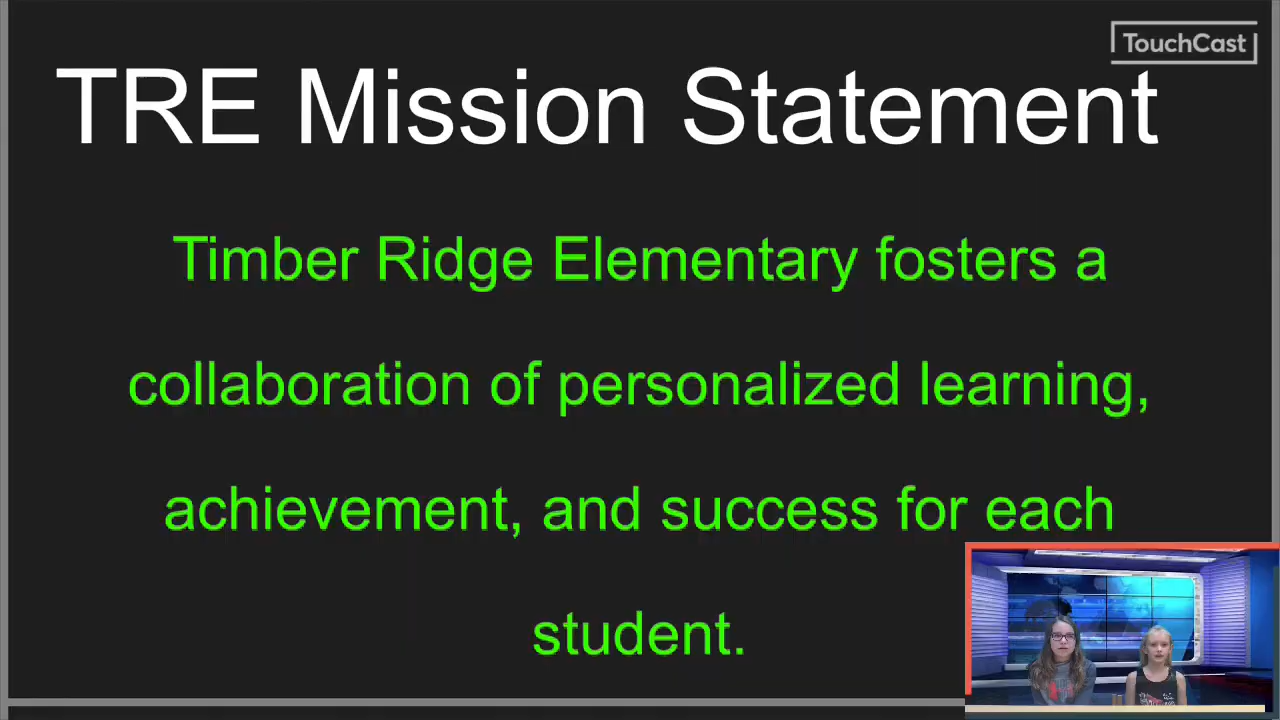 TouchCast
TRE Mission Statement
Timber Ridge Elementary fosters a
collaboration of personalized learning,
achievement, and success for each
student.